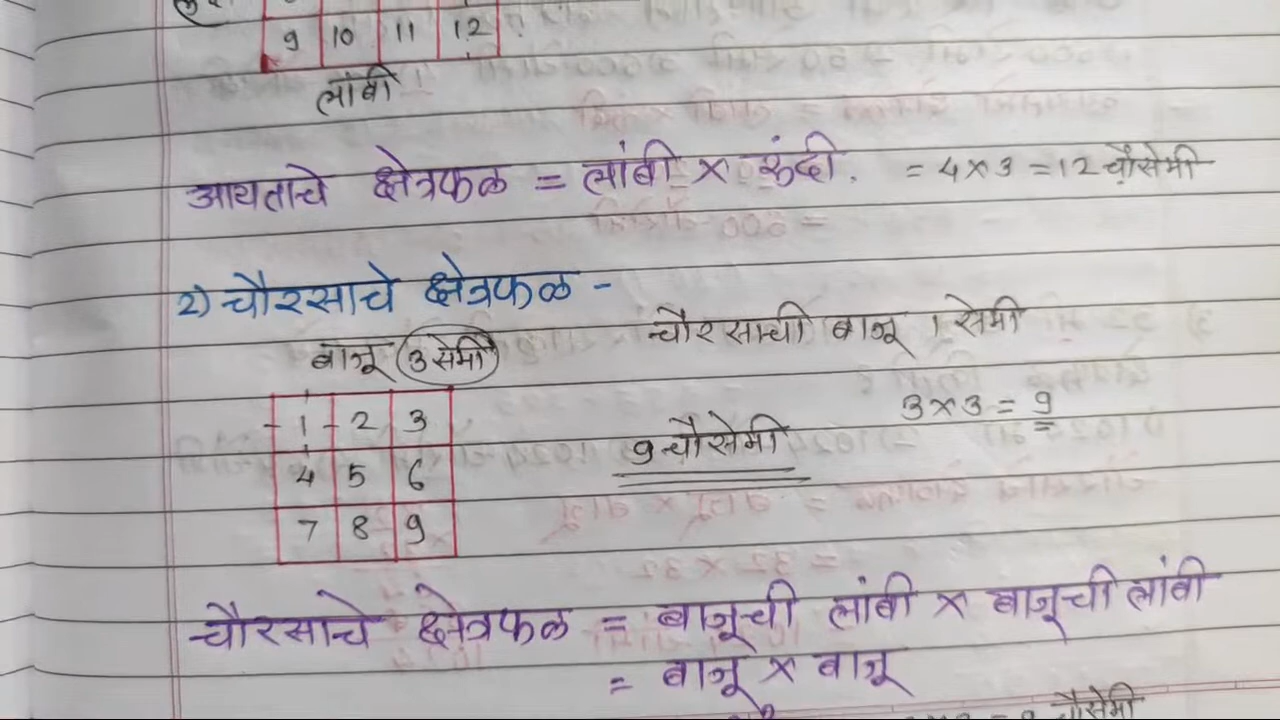 9 10 11 12
लांबी
आयताचे क्षेत्रफळ = लांबी × रुंदी. = 4 × 3 = 12 चौसेमी
2) चौरसाचे क्षेत्रफळ -
बाजू 3 सेमी चौरसाची बाजू 1 सेमी
1 2 3
3 × 3 = 9
9 चौसेमी
4 5 6
7 8 9
चौरसाचे क्षेत्रफळ = बाजूची लांबी × बाजूची लांबी
= बाजू × बाजू
= 9 चौसेमी